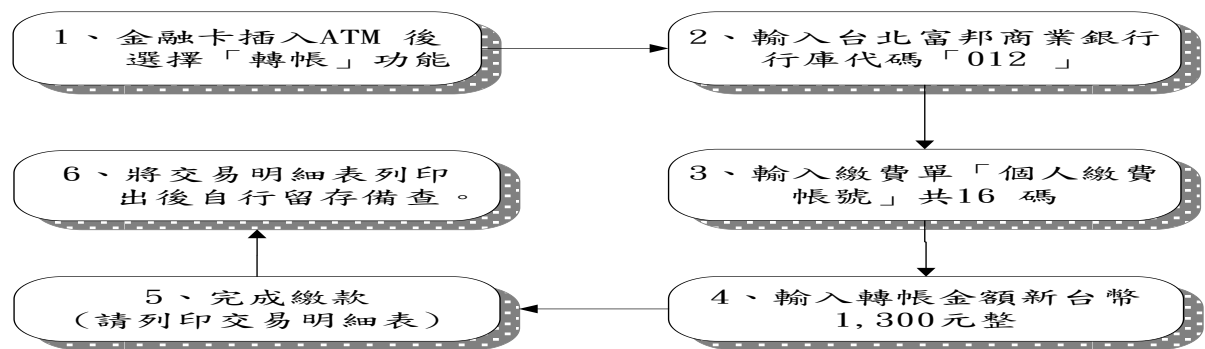 1、金融卡插入ATM 後
選擇「轉帳」功能
2、輸入台北富邦商業銀行
行庫代碼「012 」
3、輸入繳費單「個人繳費
帳號」共16 碼
4、輸入轉帳金額新台幣
1,300元整
5、完成繳款
(請列印交易明細表)
6、將交易明細表列印
出後自行留存備查。